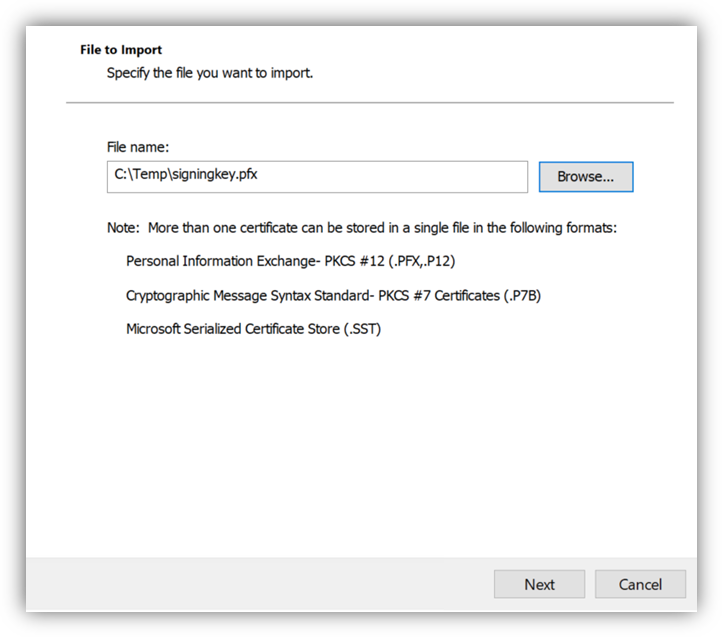 File to Import
Specify the file you want to import.
File name:
C:\Temp\signingkey.pfx
Browse...
Note:  More than one certificate can be stored in a single file in the following formats:
Personal Information Exchange- PKCS #12 (.PFX,.P12)
Cryptographic Message Syntax Standard- PKCS #7 Certificates (.P7B)
Microsoft Serialized Certificate Store (.SST)
Next
Cancel